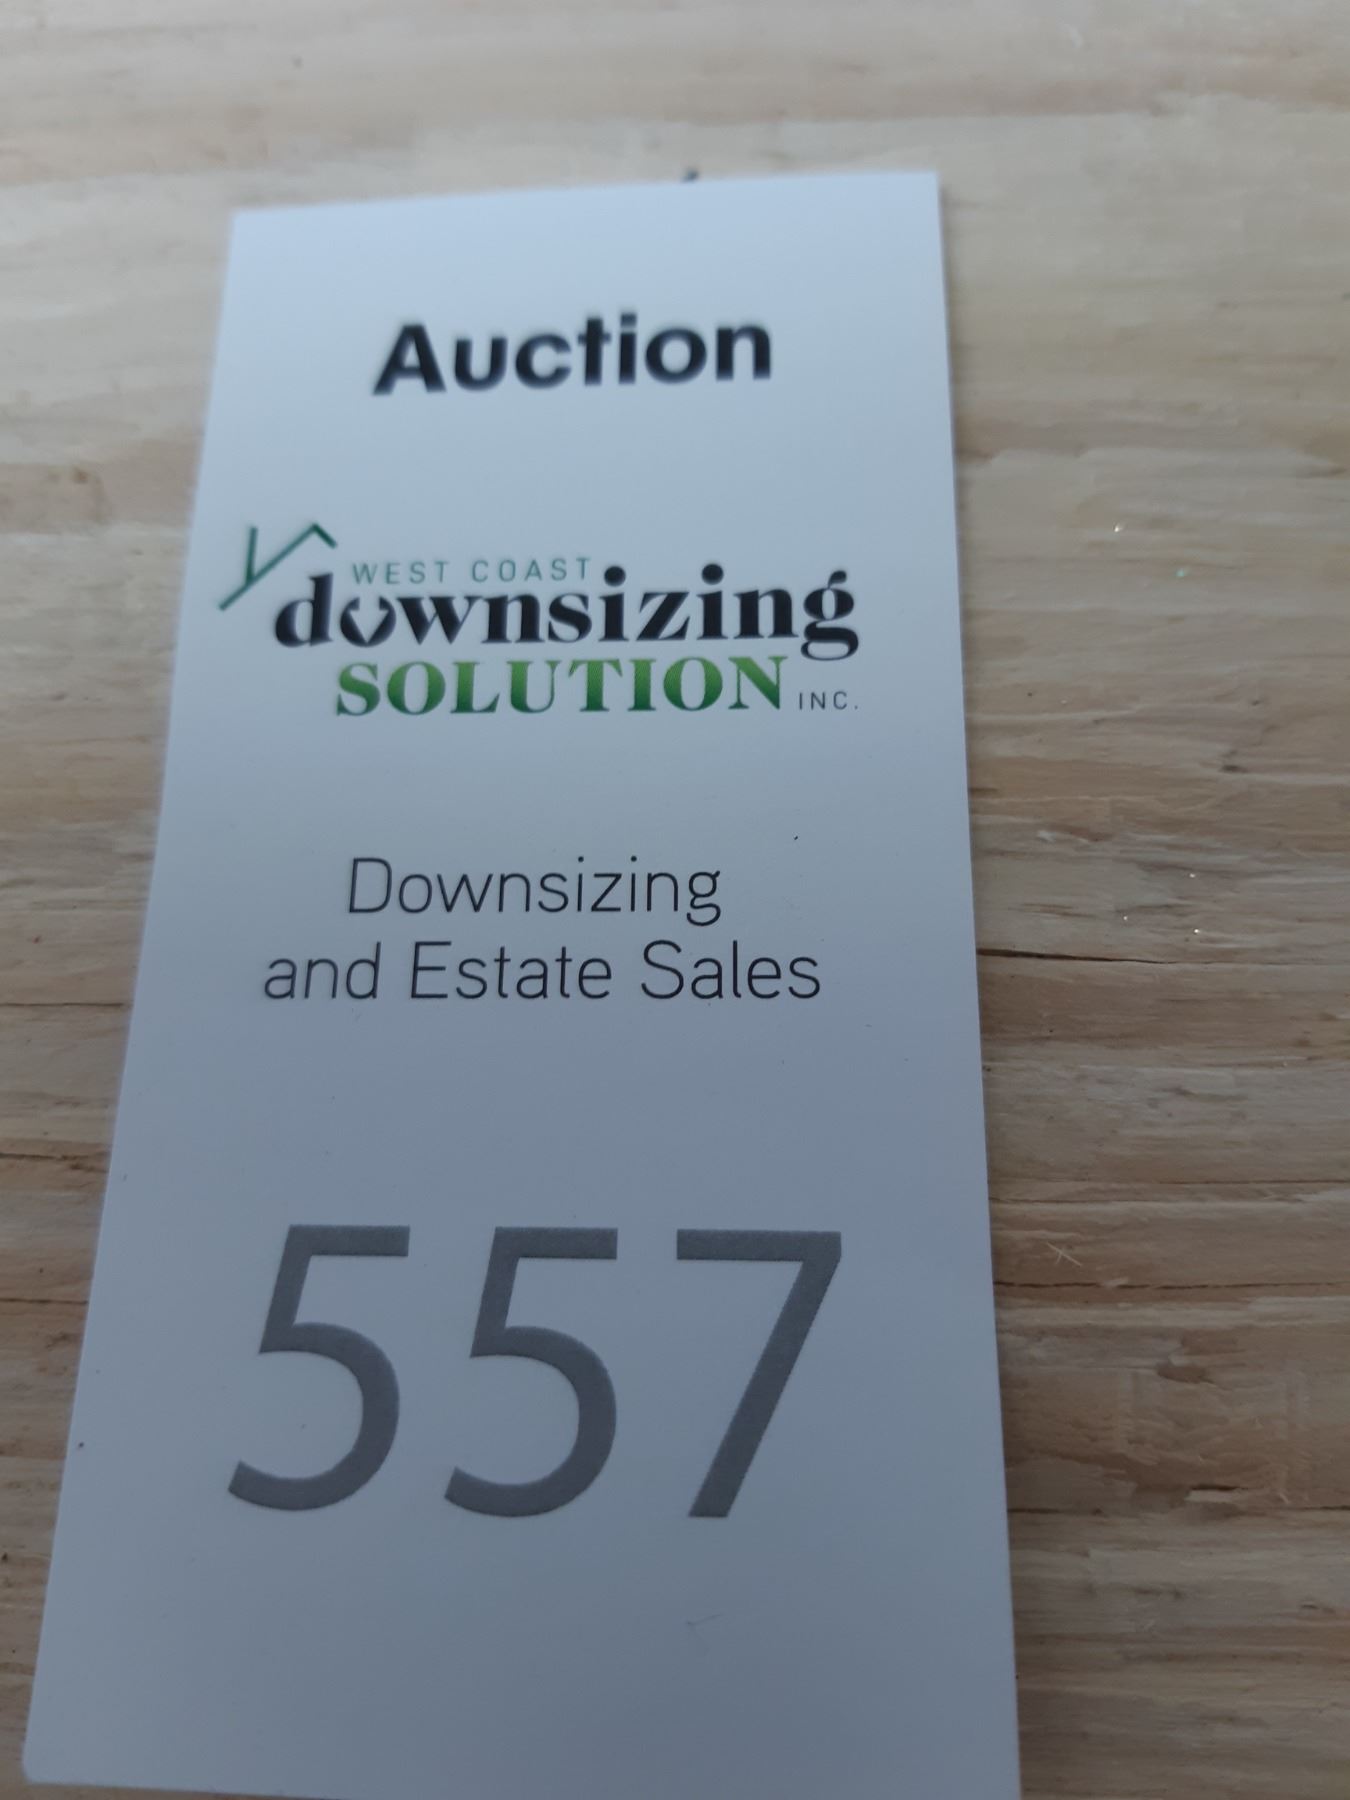 Auction
WEST COAST
downsizing
SOLUTION INC.
Downsizing
and Estate Sales
557